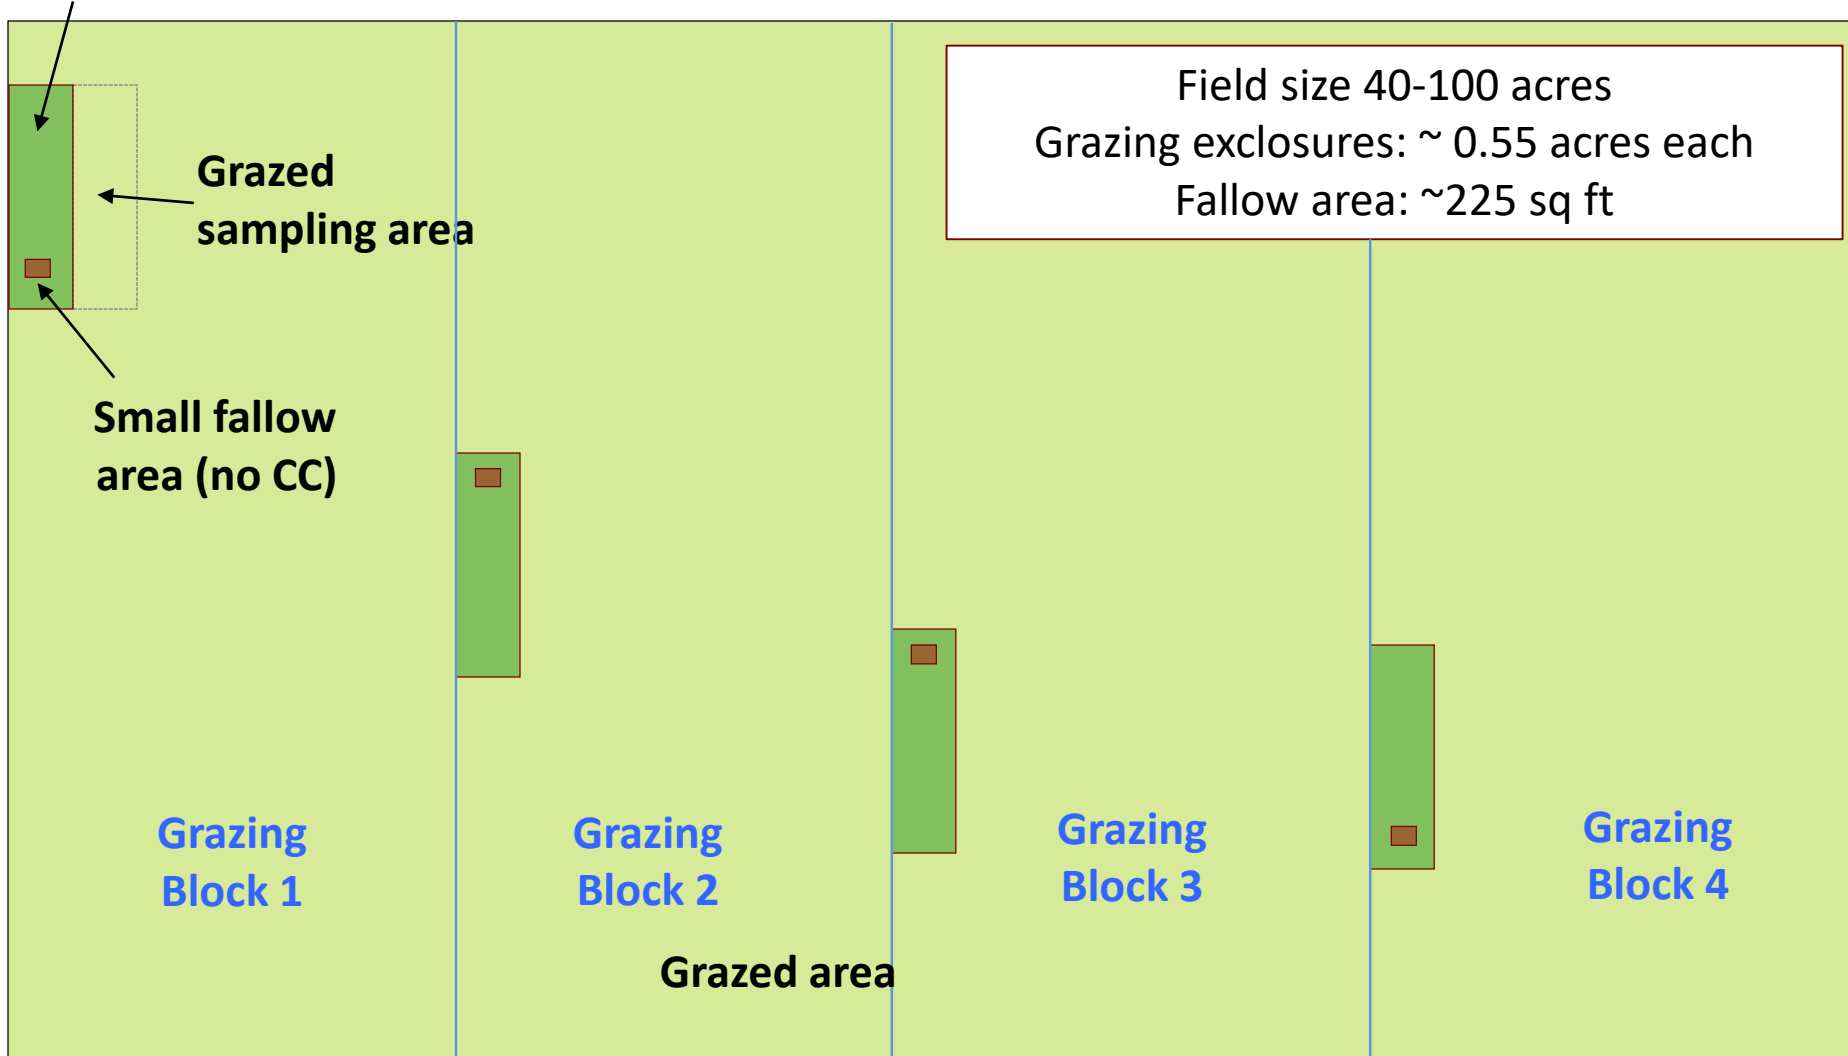 Field size 40-100 acres
Grazing exclosures: ~ 0.55 acres each
Fallow area: ~225 sq ft
Grazed
sampling area
Small fallow
area (no CC)
Grazing
Block 1
Grazing
Block 2
Grazing
Block 3
Grazing
Block 4
Grazed area